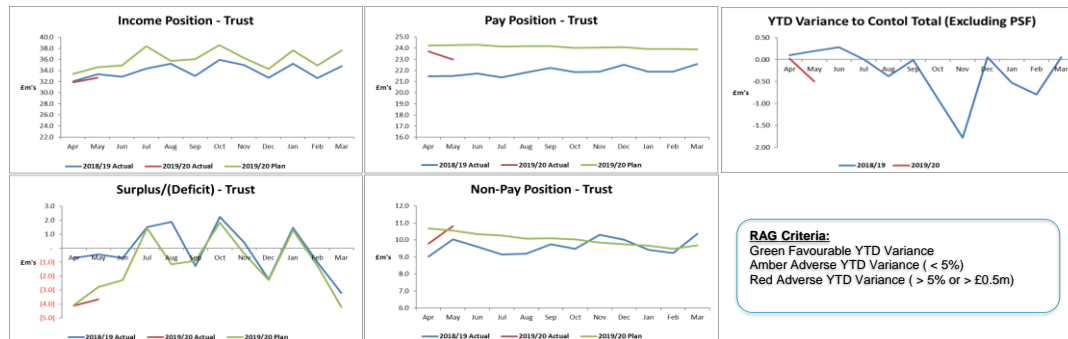 Income Position - Trust
40.0
38.0
36.0
34.0
32.0
30.0
£m's
28.0
26.0
24.0
22.0
Apr May Jun Jul Aug Sep Oct Nov Dec Jan Feb Mar
2018/19 Actual 2019/20 Actual 2019/20 Plan
Pay Position - Trust
25.0
24.0
23.0
22.0
21.0
£m's
20.0
19.0
18.0
17.0
16.0
Apr May Jun Jul Aug Sep Oct Nov Dec Jan Feb Mar
2018/19 Actual 2019/20 Actual 2019/20 Plan
YTD Variance to Contol Total (Excluding PSF)
0.50
0.00
Apr May Jun Jul Aug Sep Oct Nov Dec Jan Feb Mar
-0.50
£m's
-1.00
-1.50
-2.00
2018/19 2019/20
Surplus/(Deficit) - Trust
3.0
2.0
1.0
-
£m's
(1.0)
(2.0)
(3.0)
(4.0)
(5.0)
Apr May Jun Jul Aug Sep Oct Nov Dec Jan Feb Mar
2018/19 Actual 2019/20 Actual 2019/20 Plan
Non-Pay Position - Trust
12.0
11.0
10.0
9.0
£m's
8.0
7.0
6.0
Apr May Jun Jul Aug Sep Oct Nov Dec Jan Feb Mar
2018/19 Actual 2019/20 Actual 2019/20 Plan
RAG Criteria:
Green Favourable YTD Variance
Amber Adverse YTD Variance ( < 5%)
Red Adverse YTD Variance ( > 5% or > £0.5m)